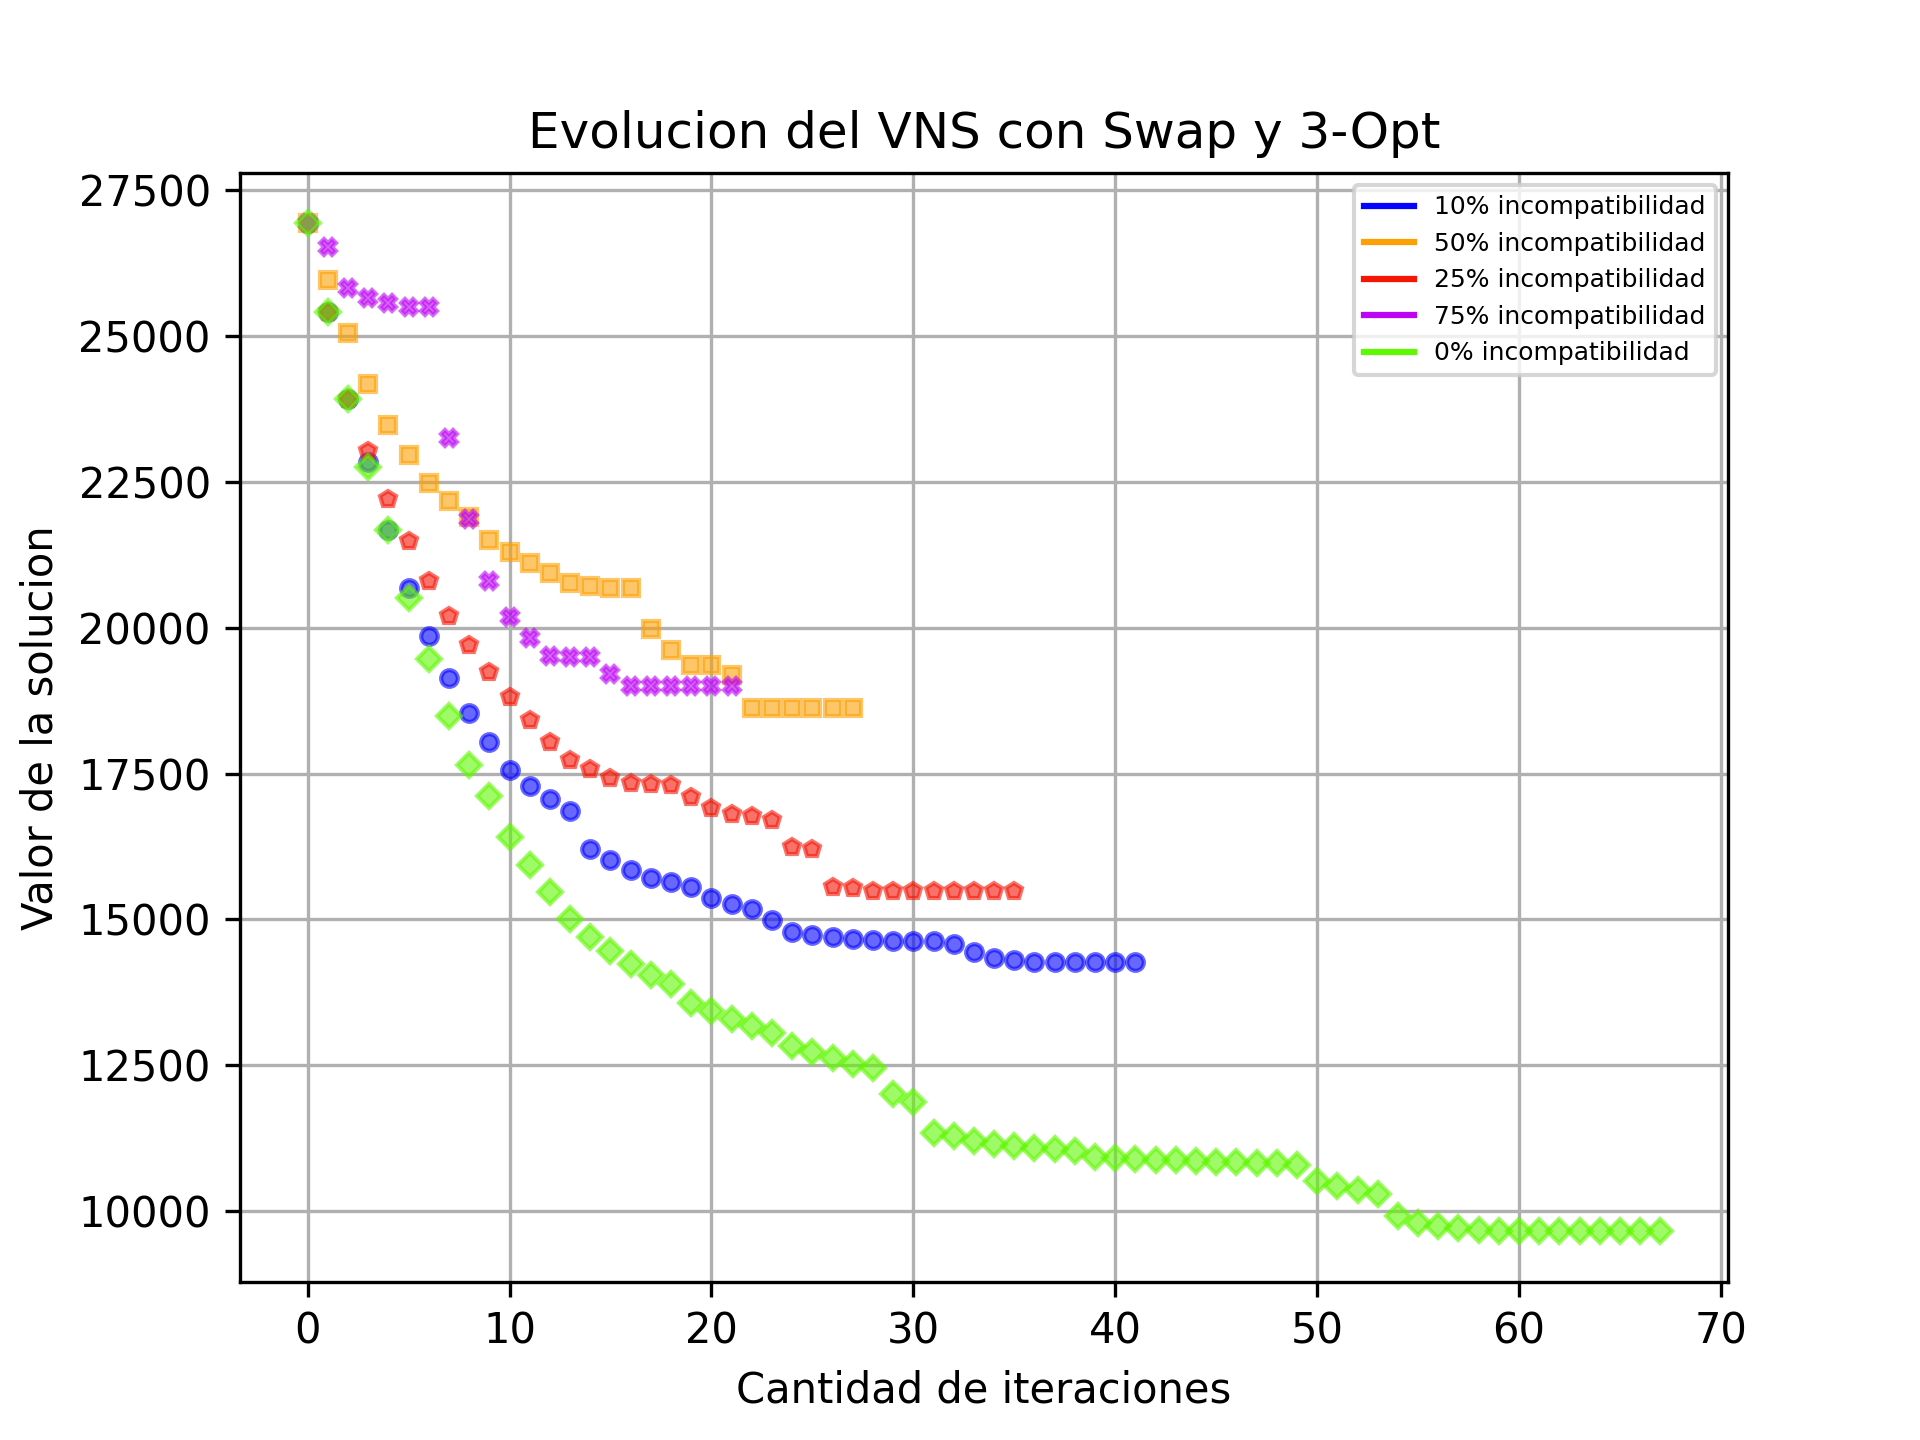 Evolucion del VNS con Swap y 3-Opt
27500
25000
22500
20000
17500
15000
12500
10000
Valor de la solucion
10% incompatibilidad
50% incompatibilidad
25% incompatibilidad
75% incompatibilidad
0% incompatibilidad
0 10 20 30 40 50 60 70
Cantidad de iteraciones